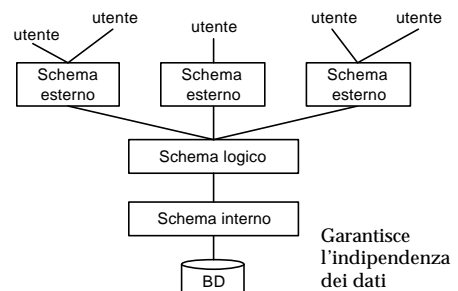 utente
utente
utente
utente
utente
Schema
esterno
Schema
esterno
Schema
esterno
Schema logico
Schema interno
BD
Garantisce
l'indipendenza
dei dati